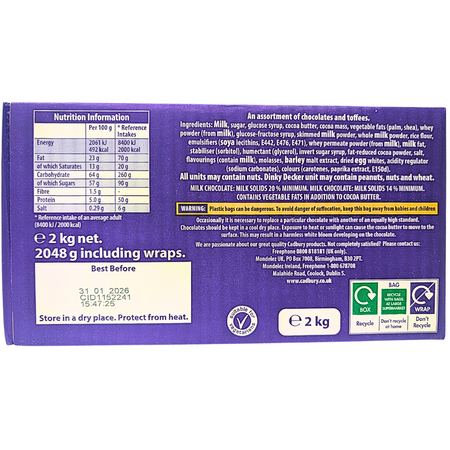 Nutrition Information
Per 100 g
* Reference Intakes
Energy
2061 kJ
8400 kJ
492 kcal
2000 kcal
Fat 23 g 70 g
of which Saturates 13 g 20 g
Carbohydrate 64 g 260 g
of which Sugars 57 g 90 g
Fibre 1.5 g -
Protein 5.0 g 50 g
Salt 0.29 g 6 g
*Reference intake of an average adult
(8400 kJ / 2000 kcal)
℮ 2 kg net.
2048 g including wraps.
Best Before
31 01 2026
CID1152241
15:47:25
Store in a dry place. Protect from heat.
An assortment of chocolates and toffees.
Ingredients: Milk, sugar, glucose syrup, cocoa butter, cocoa mass, vegetable fats (palm, shea), whey
powder (from milk), glucose-fructose syrup, skimmed milk powder, whole milk powder, rice flour,
emulsifiers (soya lecithins, E442, E476, E471), whey permeate powder (from milk), milk fat,
stabiliser (sorbitol), humectant (glycerol), invert sugar syrup, fat-reduced cocoa powder, salt,
flavourings (contain milk), molasses, barley malt extract, dried egg whites, acidity regulator
(sodium carbonates), colours (carotenes, paprika extract, E150d).
All units may contain nuts. Dinky Decker unit may contain peanuts, nuts and wheat.
MILK CHOCOLATE: MILK SOLIDS 20 % MINIMUM. MILK CHOCOLATE: MILK SOLIDS 14 % MINIMUM.
CONTAINS VEGETABLE FATS IN ADDITION TO COCOA BUTTER.
WARNING: Plastic bags can be dangerous. To avoid danger of suffocation, keep this bag away from babies and children
Occasionally it becomes necessary to replace a particular chocolate with another of an equally high standard.
Chocolates should be kept in a cool dry place. Exposure to heat or sunshine can cause cocoa butter to move to the
surface. This may result in a harmless white bloom developing on the chocolate.
We are passionate about our great quality Cadbury products. Not completely satisfied? Please contact us:
Freephone 0800 818181 (UK only).
Mondelez UK, PO Box 7008, Birmingham, B30 2PT.
Mondelez Ireland, Freephone 1-800-678708
Malahide Road, Coolock, Dublin 5.
www.cadbury.co.uk
Suitable For vegetarians
℮ 2 kg
BOX
Recycle
BAG
RECYCLE
WITH BAGS
AT LARGE
SUPERMARKET
Don't recycle
at home
WRAP
Don't
Recycle